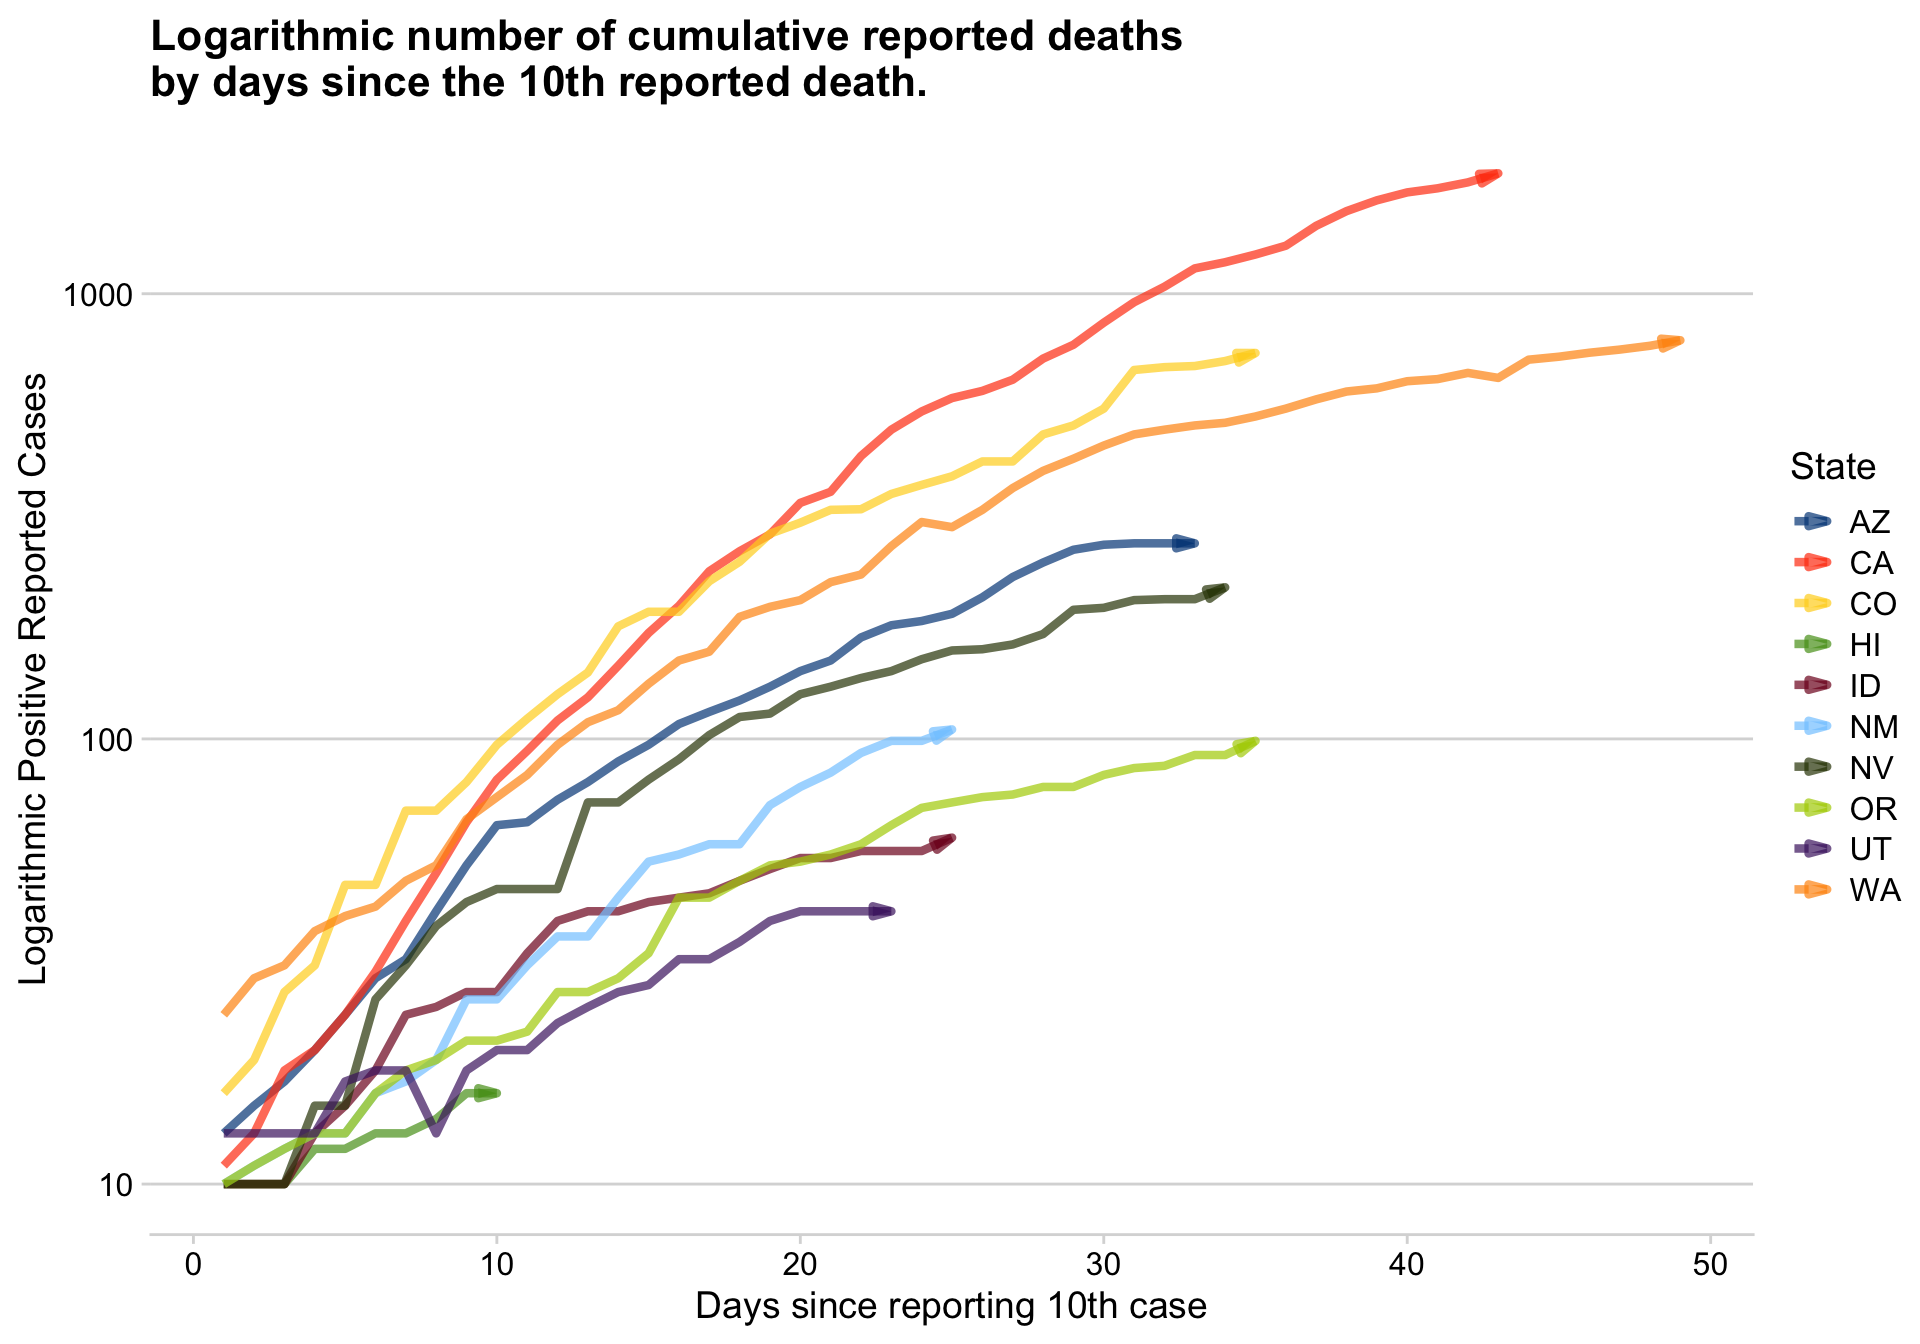 Logarithmic number of cumulative reported deaths
by days since the 10th reported death.
Logarithmic Positive Reported Cases
1000
100
10
0
10
20
30
40
50
Days since reporting 10th case
State
AZ
CA
CO
HI
ID
NM
NV
OR
UT
WA